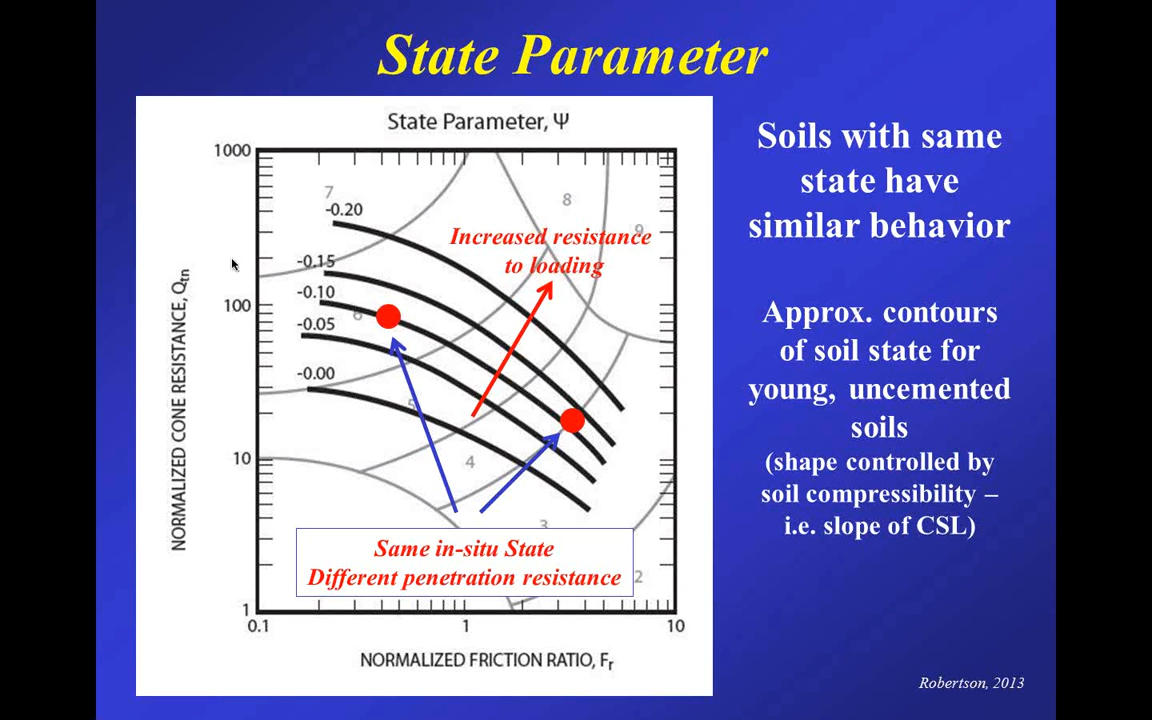 State Parameter
State Parameter, Ψ
1000
100
10
1
0.1
1
10
NORMALIZED CONE RESISTANCE, Qtn
NORMALIZED FRICTION RATIO, Fr
7
8
9
6
5
4
3
2
-0.20
-0.15
-0.10
-0.05
-0.00
Increased resistance
to loading
Same in-situ State
Different penetration resistance
Soils with same
state have
similar behavior
Approx. contours
of soil state for
young, uncemented
soils
(shape controlled by
soil compressibility –
i.e. slope of CSL)
Robertson, 2013